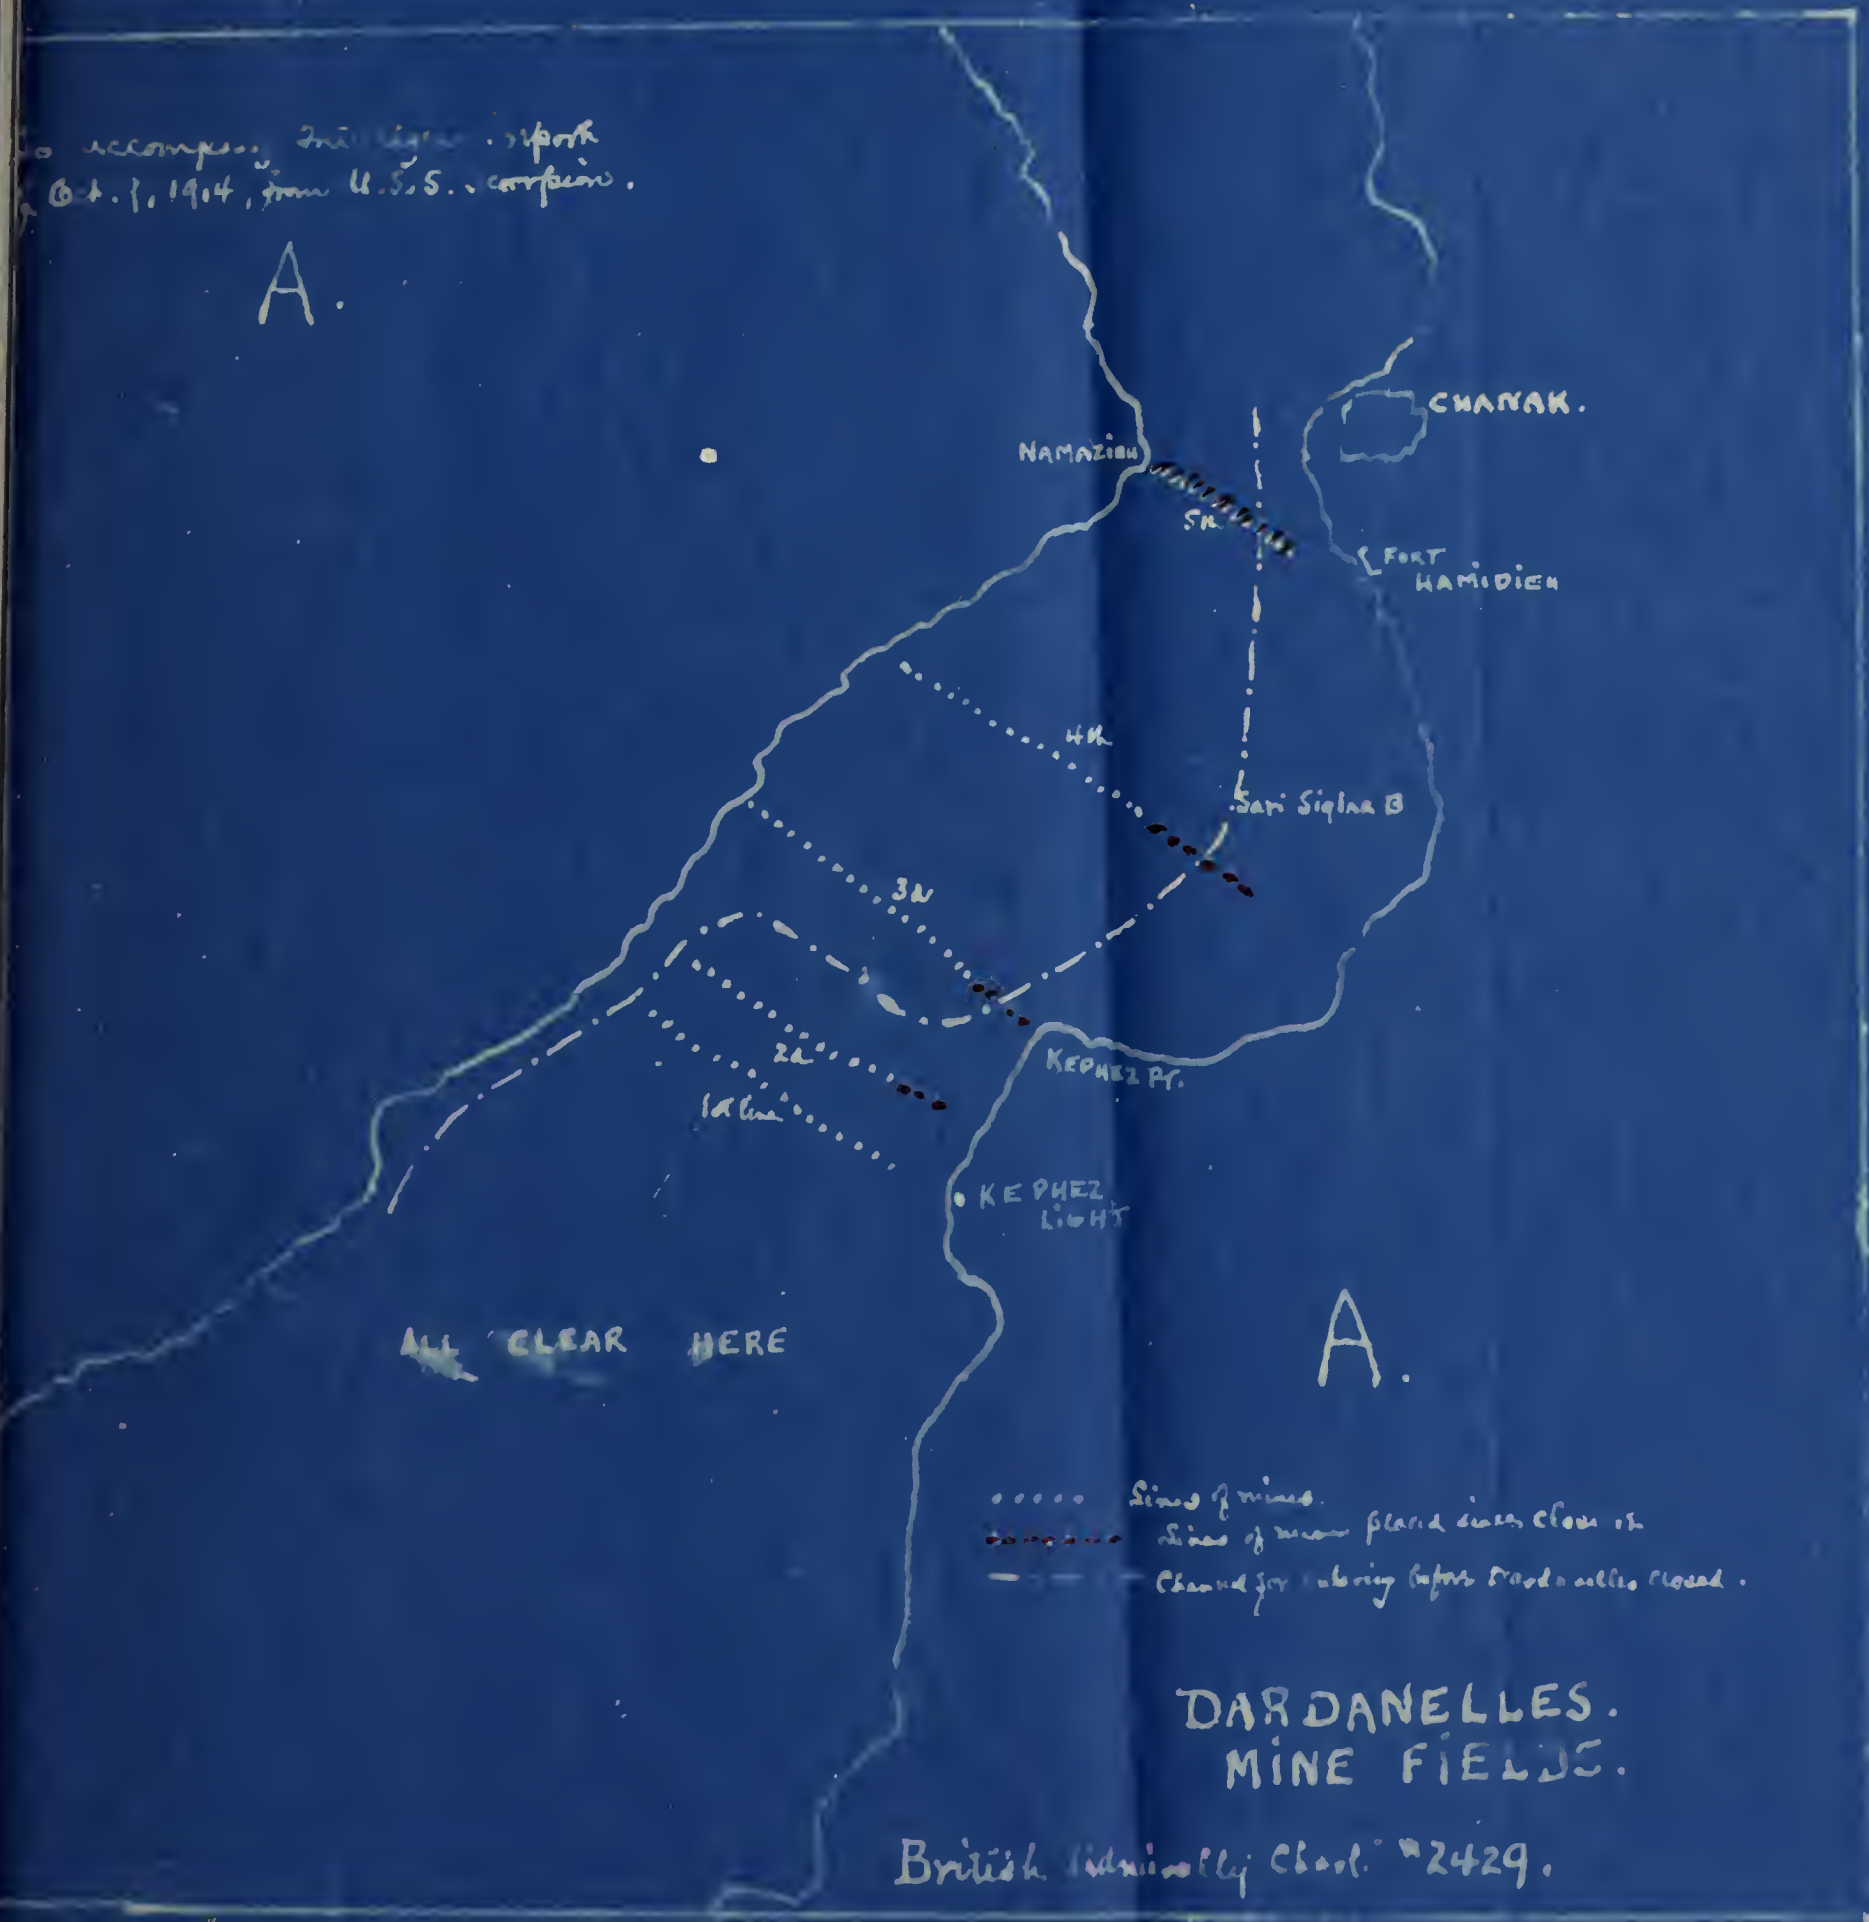 To accompany Intelligence report
of Oct. 1914, from U.S.S. Scorpion.
A.
CHANAK.
NAMAZIEH
5th
FORT
HAMIDIEH
4th
Sari Siglar B
3d
2d
1st line
KEPHEZ PT.
KEPHEZ
LIGHT
ALL CLEAR HERE
A.
Lines of mines.
Lines of mines placed since closure
Channel for entering before Dardanelles closed.
DARDANELLES.
MINE FIELDS.
British Admiralty Chart #2429.